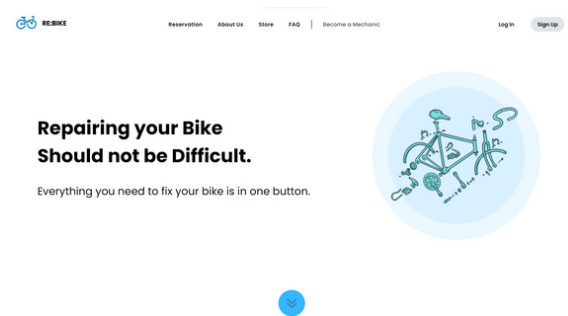 RE:BIKE
Reservation About Us Store FAQ | Become a Mechanic
Log In Sign Up
Repairing your Bike
Should not be Difficult.
Everything you need to fix your bike is in one button.